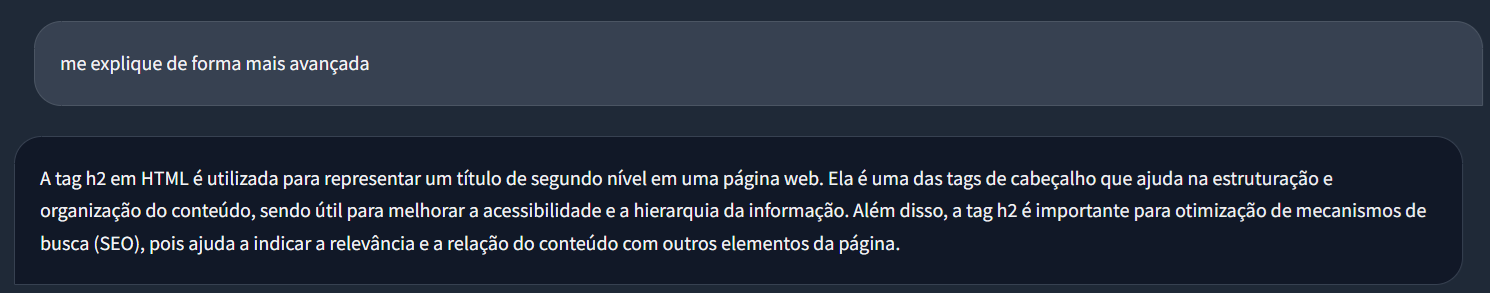 me explique de forma mais avançada
A tag h2 em HTML é utilizada para representar um título de segundo nível em uma página web. Ela é uma das tags de cabeçalho que ajuda na estruturação e
organização do conteúdo, sendo útil para melhorar a acessibilidade e a hierarquia da informação. Além disso, a tag h2 é importante para otimização de mecanismos de
busca (SEO), pois ajuda a indicar a relevância e a relação do conteúdo com outros elementos da página.